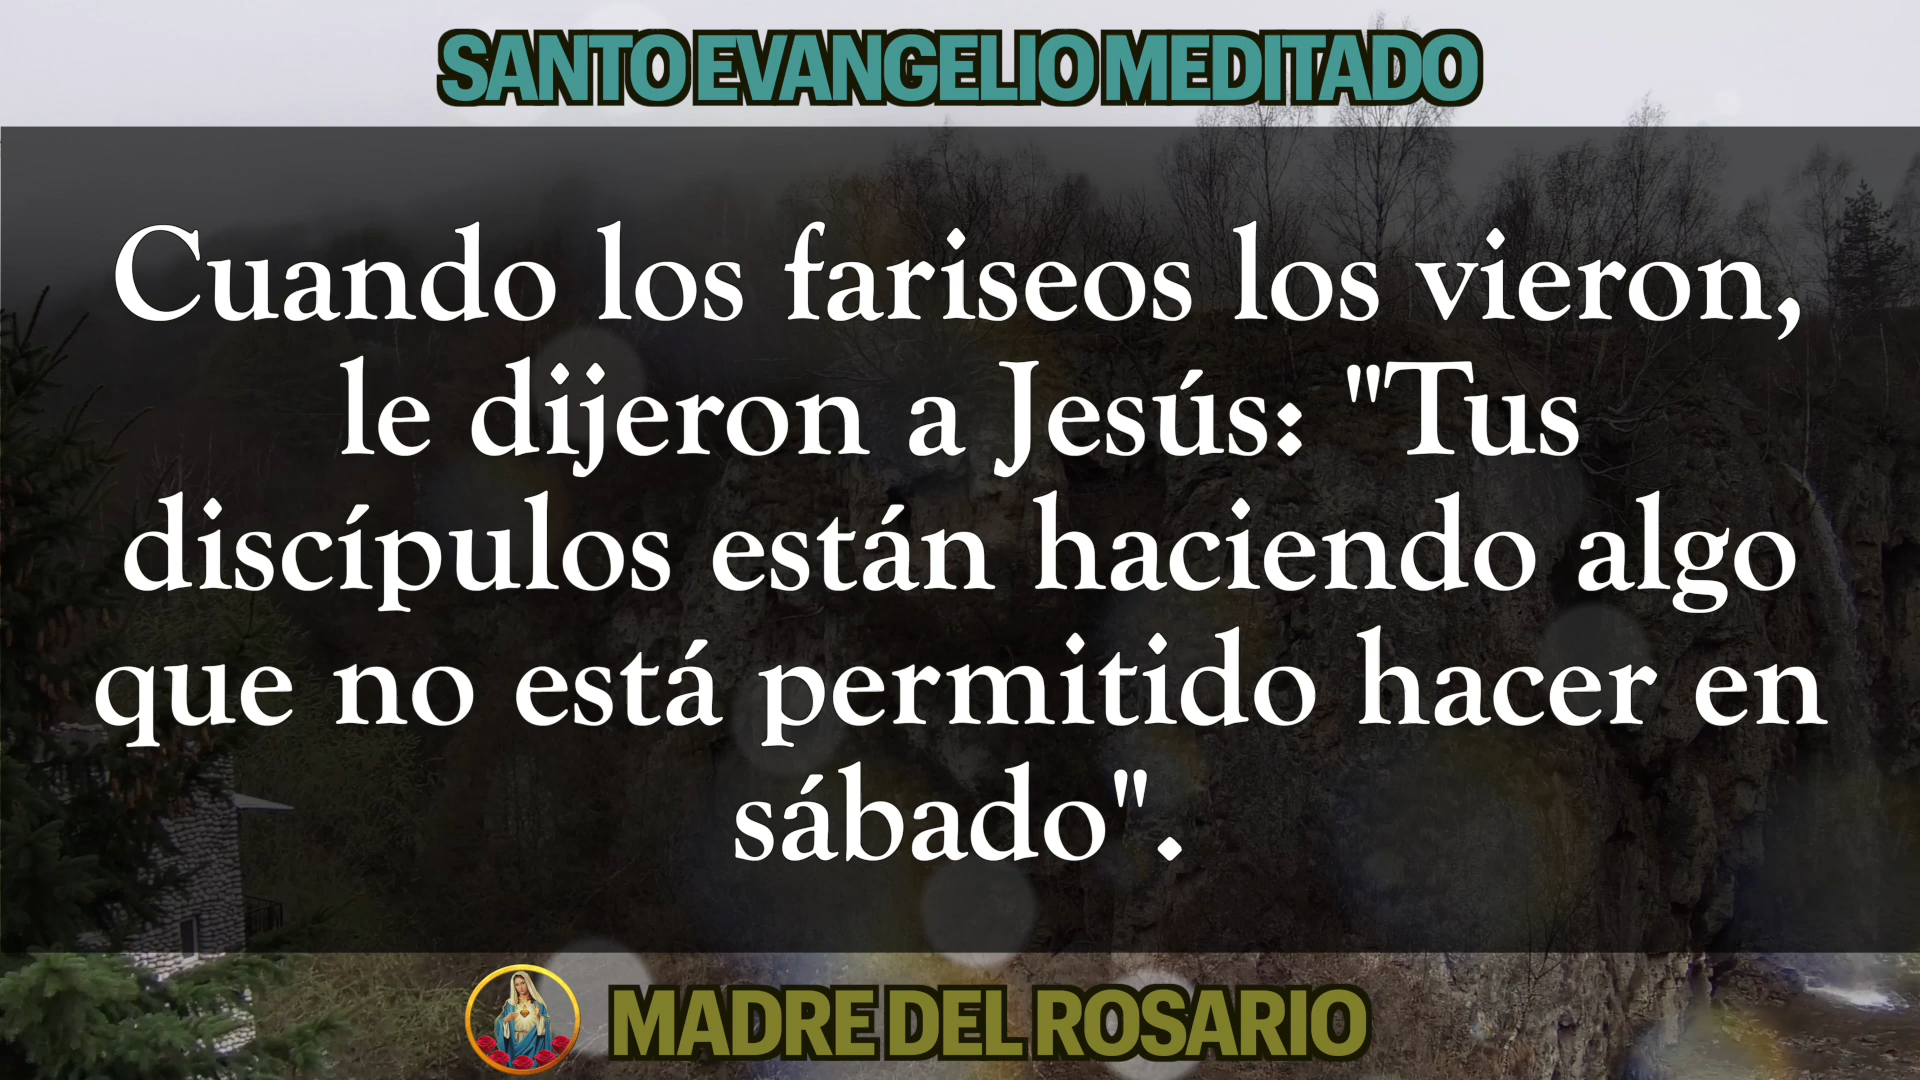 SANTO EVANGELIO MEDITADO
Cuando los fariseos los vieron,
le dijeron a Jesús: "Tus
discípulos están haciendo algo
que no está permitido hacer en
sábado".
MADRE DEL ROSARIO